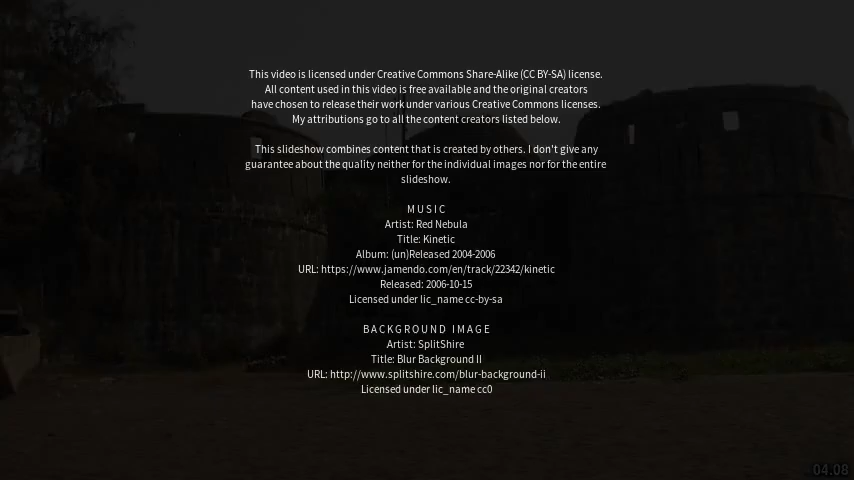 This video is licensed under Creative Commons Share-Alike (CC BY-SA) license.
All content used in this video is free available and the original creators
have chosen to release their work under various Creative Commons licenses.
My attributions go to all the content creators listed below.
This slideshow combines content that is created by others. I don't give any
guarantee about the quality neither for the individual images nor for the entire
slideshow.
MUSIC
Artist: Red Nebula
Title: Kinetic
Album: (un)Released 2004-2006
URL: https://www.jamendo.com/en/track/22342/kinetic
Released: 2006-10-15
Licensed under lic_name cc-by-sa
BACKGROUND IMAGE
Artist: SplitShire
Title: Blur Background II
URL: http://www.splitshire.com/blur-background-ii
Licensed under lic_name cc0
04.08